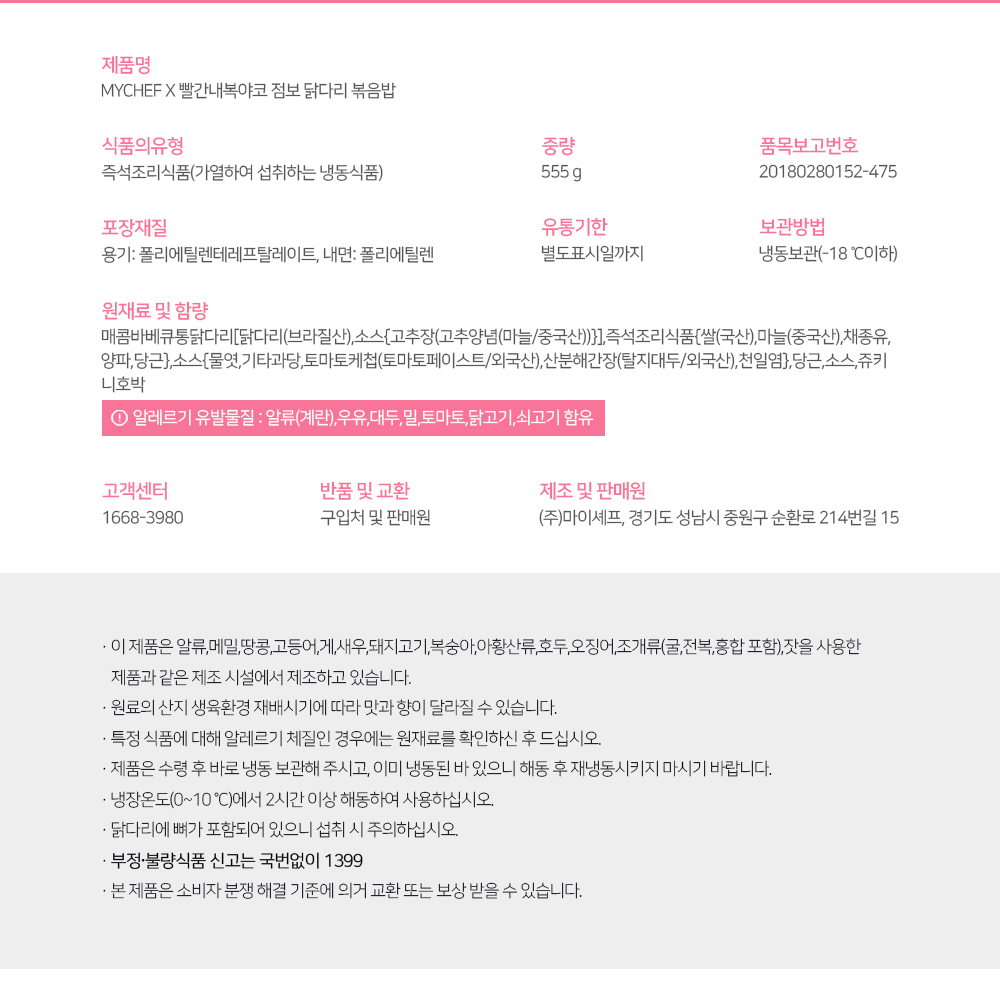 제품명
MYCHEF X 빨간내복야코 점보 닭다리 볶음밥
식품의유형
즉석조리식품(가열하여 섭취하는 냉동식품)
중량
555 g
품목보고번호
20180280152-475
포장재질
용기: 폴리에틸렌테레프탈레이트, 내면: 폴리에틸렌
유통기한
별도표시일까지
보관방법
냉동보관(-18 ℃이하)
원재료 및 함량
매콤바베큐통닭다리[닭다리(브라질산),소스{고추장(고추양념(마늘/중국산))}],즉석조리식품{쌀(국산),마늘(중국산),채종유,
양파,당근},소스{물엿,기타과당,토마토케첩(토마토페이스트/외국산),산분해간장(탈지대두/외국산),천일염},당근,소스,쥬키
니호박
알레르기 유발물질 : 알류(계란),우유,대두,밀,토마토,닭고기,쇠고기 함유
고객센터
1668-3980
반품 및 교환
구입처 및 판매원
제조 및 판매원
(주)마이셰프, 경기도 성남시 중원구 순환로 214번길 15
· 이 제품은 알류,메밀,땅콩,고등어,게,새우,돼지고기,복숭아,아황산류,호두,오징어,조개류(굴,전복,홍합 포함),잣을 사용한
제품과 같은 제조 시설에서 제조하고 있습니다.
· 원료의 산지 생육환경 재배시기에 따라 맛과 향이 달라질 수 있습니다.
· 특정 식품에 대해 알레르기 체질인 경우에는 원재료를 확인하신 후 드십시오.
· 제품은 수령 후 바로 냉동 보관해 주시고, 이미 냉동된 바 있으니 해동 후 재냉동시키지 마시기 바랍니다.
· 냉장온도(0~10 ℃)에서 2시간 이상 해동하여 사용하십시오.
· 닭다리에 뼈가 포함되어 있으니 섭취 시 주의하십시오.
· 부정·불량식품 신고는 국번없이 1399
· 본 제품은 소비자 분쟁 해결 기준에 의거 교환 또는 보상 받을 수 있습니다.